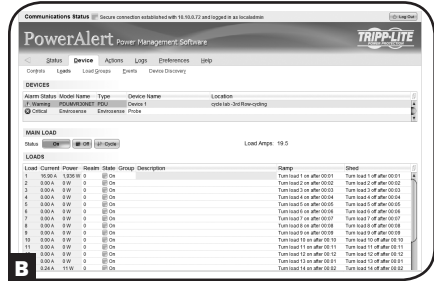 Communications Status Secure connection established with 10.10.0.72 and logged in as localadmin
Log Out
PowerAlert Power Management Software
TRIPP·LITE
POWER PROTECTION
Status Device Actions Logs Preferences Help
Controls Loads Load Groups Events Device Discovery
DEVICES
Alarm Status Model Name Type Device Name Location
Warning PDUMVR30NET PDU Device 1 cycle lab -3rd Row-cycling
Critical Envirosense Envirosense Probe
MAIN LOAD
Status On Off Cycle Load Amps: 19.5
LOADS
Load Current Power Realm State Group Description Ramp Shed
1 16.98 A 1,936 W 0 On Turn load 1 on after 00:01 Turn load 1 off after 00:01
2 0.00 A 0 W 0 On Turn load 2 on after 00:02 Turn load 2 off after 00:02
3 0.00 A 0 W 0 On Turn load 3 on after 00:03 Turn load 3 off after 00:03
4 0.00 A 0 W 0 On Turn load 4 on after 00:04 Turn load 4 off after 00:04
5 0.00 A 0 W 0 On Turn load 5 on after 00:05 Turn load 5 off after 00:05
6 0.00 A 0 W 0 On Turn load 6 on after 00:06 Turn load 6 off after 00:06
7 0.00 A 0 W 0 On Turn load 7 on after 00:07 Turn load 7 off after 00:07
8 0.00 A 0 W 0 On Turn load 8 on after 00:08 Turn load 8 off after 00:08
9 0.00 A 0 W 0 On Turn load 9 on after 00:09 Turn load 9 off after 00:09
10 0.00 A 0 W 0 On Turn load 10 on after 00:10 Turn load 10 off after 00:10
11 0.00 A 0 W 0 On Turn load 11 on after 00:11 Turn load 11 off after 00:11
0.00 A 0 W 0 On Turn load 12 on after 00:12 Turn load 12 off after 00:12
0.00 A 0 W 0 On Turn load 13 on after 00:13 Turn load 13 off after 00:13
0.24 A 11 W 0 On Turn load 14 on after 00:14 Turn load 14 off after 00:14
B